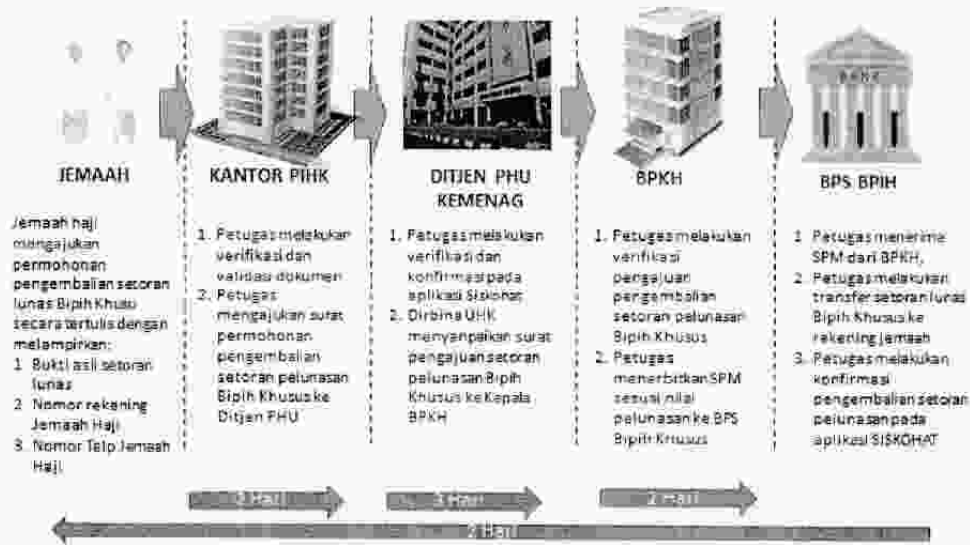 BANK
JEMAAH
KANTOR PIHK
DITJEN PHU
KEMENAG
BPKH
BPS BPIH
Jemaah haji
mengajukan
permohonan
pengembalian setoran
lunas Bipih Khusu
secara tertulis dengan
melampirkan:
1 Bukti asli setoran
lunas
2 Nomor rekening
Jemaah Haji
3. Nomor Telp Jemaah
Haji
1. Petugas melakukan
verifikasi dan
validasi dokumen
2. Petugas
mengajukan surat
permohonan
pengembalian
setoran pelunasan
Bipih Khusus ke
Ditjen PHU
1. Petugas melakukan
verifikasi dan
konfirmasi pada
aplikasi Siskohat
2. Dirbina UHK
menyampaikan surat
pengajuan setoran
pelunasan Bipih
Khusus ke Kepala
BPKH
1. Petugas melakukan
verifikasi
pengajuan
pengembalian
setoran pelunasan
Bipih Khusus
2. Petugas
menerbitkan SPM
sesuai nilai
pelunasan ke BPS
Bipih Khusus
1 Petugas menerima
SPM dari BPKH,
2 Petugas melakukan
transfer setoran lunas
Bipih Khusus ke
rekening jemaah
3. Petugas melakukan
konfirmasi
pengembalian setoran
pelunasan pada
aplikasi SISKOHAT
Hari
3 Hari
2 Hari
2 Hari